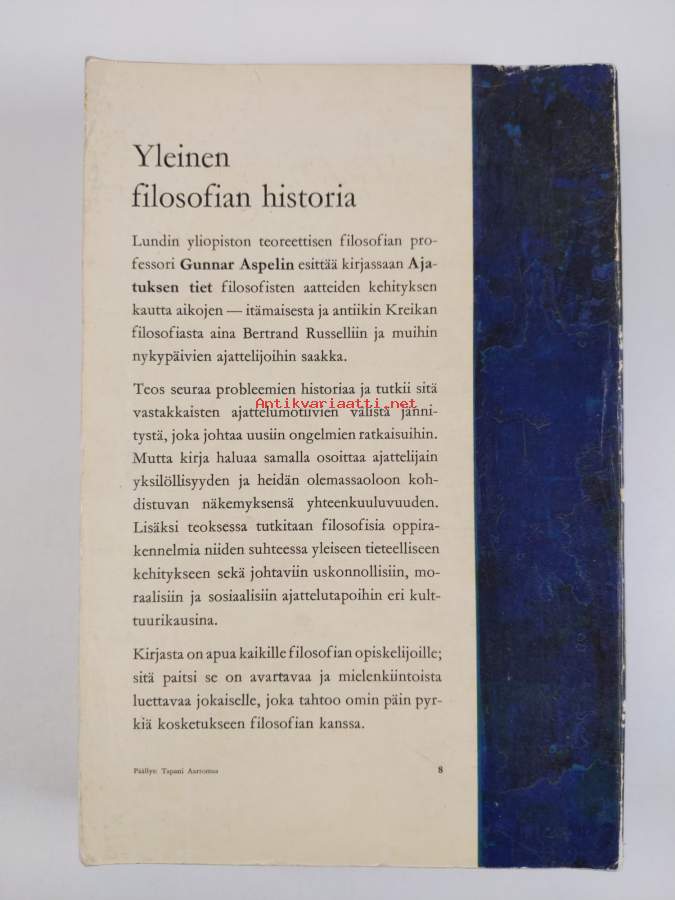 Yleinen
filosofian historia
Lundin yliopiston teoreettisen filosofian pro-
fessori Gunnar Aspelin esittää kirjassaan Aja-
tuksen tiet filosofisten aatteiden kehityksen
kautta aikojen — itämaisesta ja antiikin Kreikan
filosofiasta aina Bertrand Russelliin ja muihin
nykypäivien ajattelijoihin saakka.
Teos seuraa probleemien historiaa ja tutkii sitä
Antikvariaatti.net
vastakkaisten ajattelumotiivien välistä jänni-
tystä, joka johtaa uusiin ongelmien ratkaisuihin.
Mutta kirja haluaa samalla osoittaa ajattelijain
yksilöllisyyden ja heidän olemassaoloon koh-
distuvan näkemyksensä yhteenkuuluvuuden.
Lisäksi teoksessa tutkitaan filosofisia oppira-
kennelmia niiden suhteessa yleiseen tieteelliseen
kehitykseen sekä johtaviin uskonnollisiin, mo-
raalisiin ja sosiaalisiin ajattelutapoihin eri kult-
tuurikausina.
Kirjasta on apua kaikille filosofian opiskelijoille;
sitä paitsi se on avartavaa ja mielenkiintoista
luettavaa jokaiselle, joka tahtoo omin päin pyr-
kiä kosketukseen filosofian kanssa.
Päällys: Tapani Aartomaa 8